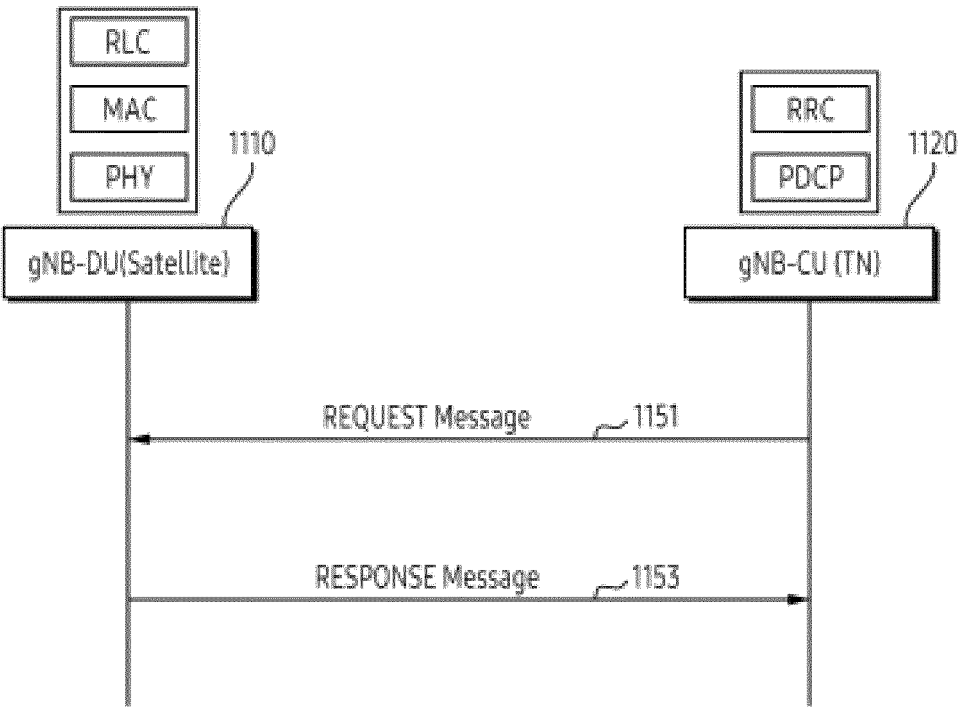 RLC
MAC
PHY
RRC
PDCP
1110
1120
gNB-DU(Satellite)
gNB-CU (TN)
REQUEST Message
1151
RESPONSE Message
1153